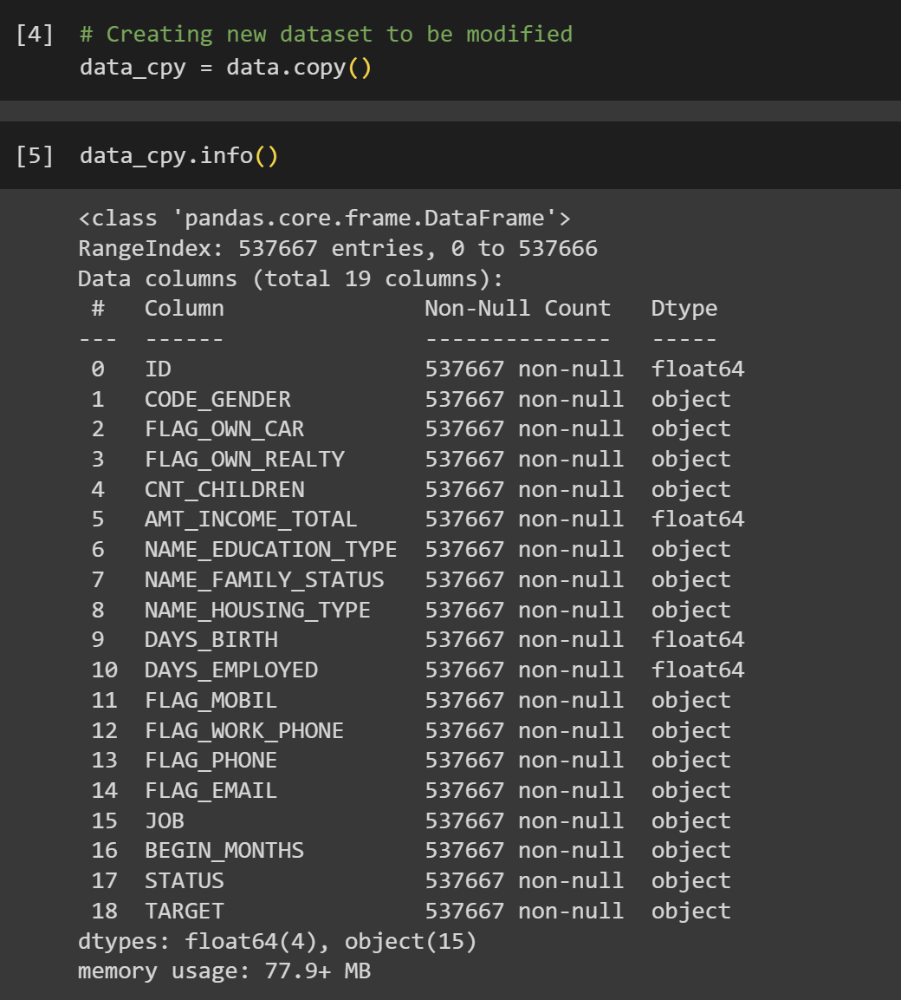 [4] # Creating new dataset to be modified
data_cpy = data.copy()
[5] data_cpy.info()
<class 'pandas.core.frame.DataFrame'>
RangeIndex: 537667 entries, 0 to 537666
Data columns (total 19 columns):
 #   Column               Non-Null Count   Dtype
---  ------               --------------   -----
 0   ID                   537667 non-null  float64
 1   CODE_GENDER          537667 non-null  object
 2   FLAG_OWN_CAR         537667 non-null  object
 3   FLAG_OWN_REALTY      537667 non-null  object
 4   CNT_CHILDREN         537667 non-null  object
 5   AMT_INCOME_TOTAL     537667 non-null  float64
 6   NAME_EDUCATION_TYPE  537667 non-null  object
 7   NAME_FAMILY_STATUS   537667 non-null  object
 8   NAME_HOUSING_TYPE    537667 non-null  object
 9   DAYS_BIRTH           537667 non-null  float64
 10  DAYS_EMPLOYED        537667 non-null  float64
 11  FLAG_MOBIL           537667 non-null  object
 12  FLAG_WORK_PHONE      537667 non-null  object
 13  FLAG_PHONE           537667 non-null  object
 14  FLAG_EMAIL           537667 non-null  object
 15  JOB                  537667 non-null  object
 16  BEGIN_MONTHS         537667 non-null  object
 17  STATUS               537667 non-null  object
 18  TARGET               537667 non-null  object
dtypes: float64(4), object(15)
memory usage: 77.9+ MB